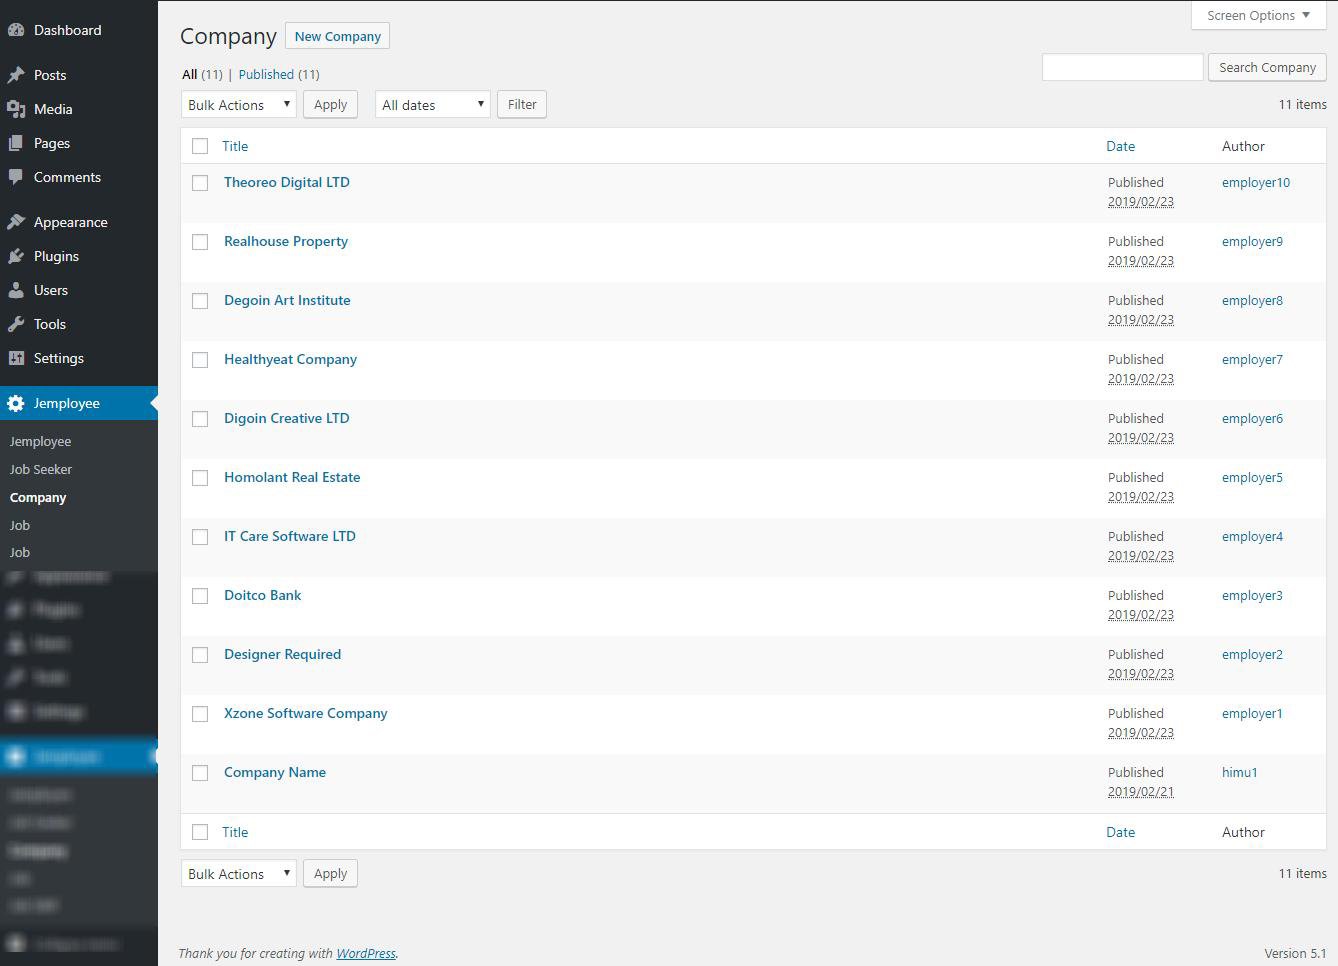 Dashboard
Posts
Media
Pages
Comments
Appearance
Plugins
Users
Tools
Settings
Jemployee
Jemployee
Job Seeker
Company
Job
Job
Screen Options ▼
Company New Company
All (11) | Published (11)
Search Company
Bulk Actions ▼ Apply All dates ▼ Filter 11 items
Title Date Author
Theoreo Digital LTD Published employer10
2019/02/23
Realhouse Property Published employer9
2019/02/23
Degoin Art Institute Published employer8
2019/02/23
Healthyeat Company Published employer7
2019/02/23
Digoin Creative LTD Published employer6
2019/02/23
Homolant Real Estate Published employer5
2019/02/23
IT Care Software LTD Published employer4
2019/02/23
Doitco Bank Published employer3
2019/02/23
Designer Required Published employer2
2019/02/23
Xzone Software Company Published employer1
2019/02/23
Company Name Published himu1
2019/02/21
Title Date Author
Bulk Actions ▼ Apply 11 items
Thank you for creating with WordPress. Version 5.1